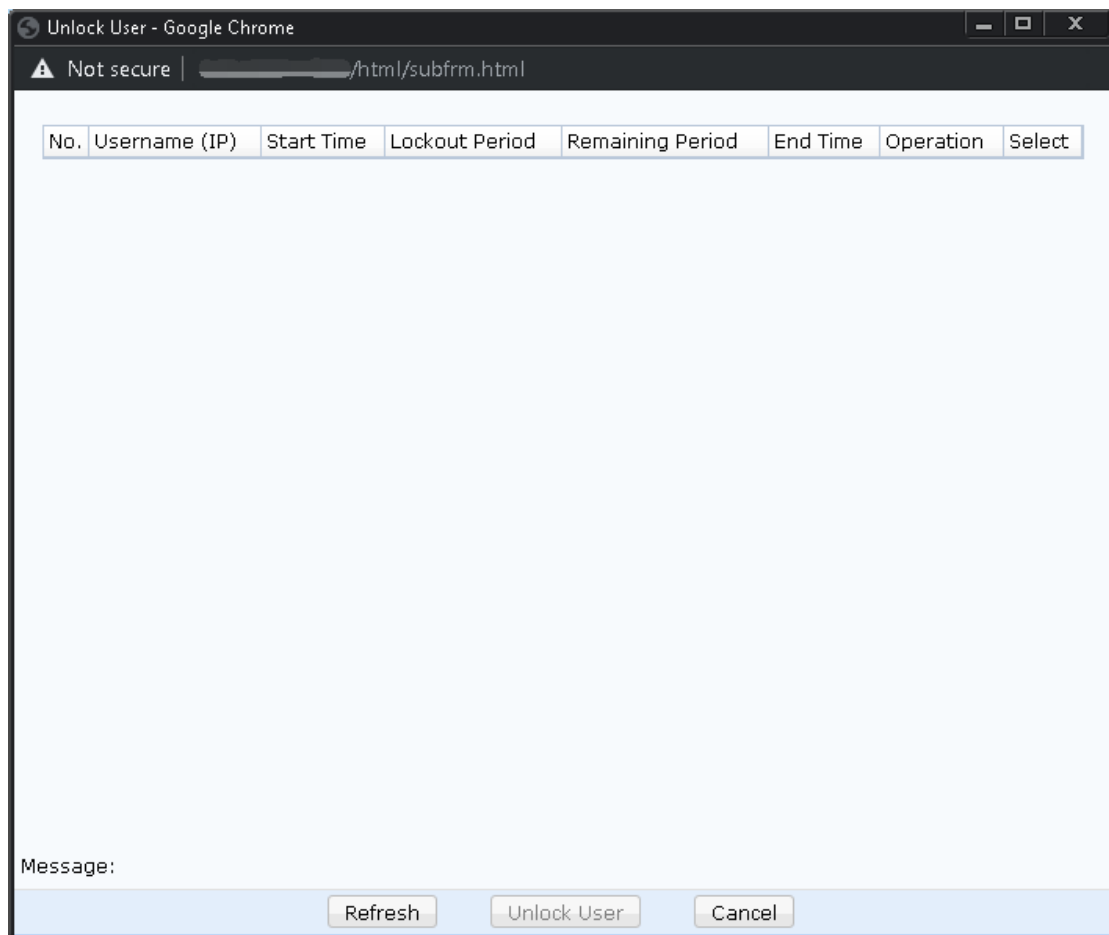 Unlock User - Google Chrome
Not secure | /html/subfrm.html
No. Username (IP) Start Time Lockout Period Remaining Period End Time Operation Select
Message:
Refresh Unlock User Cancel